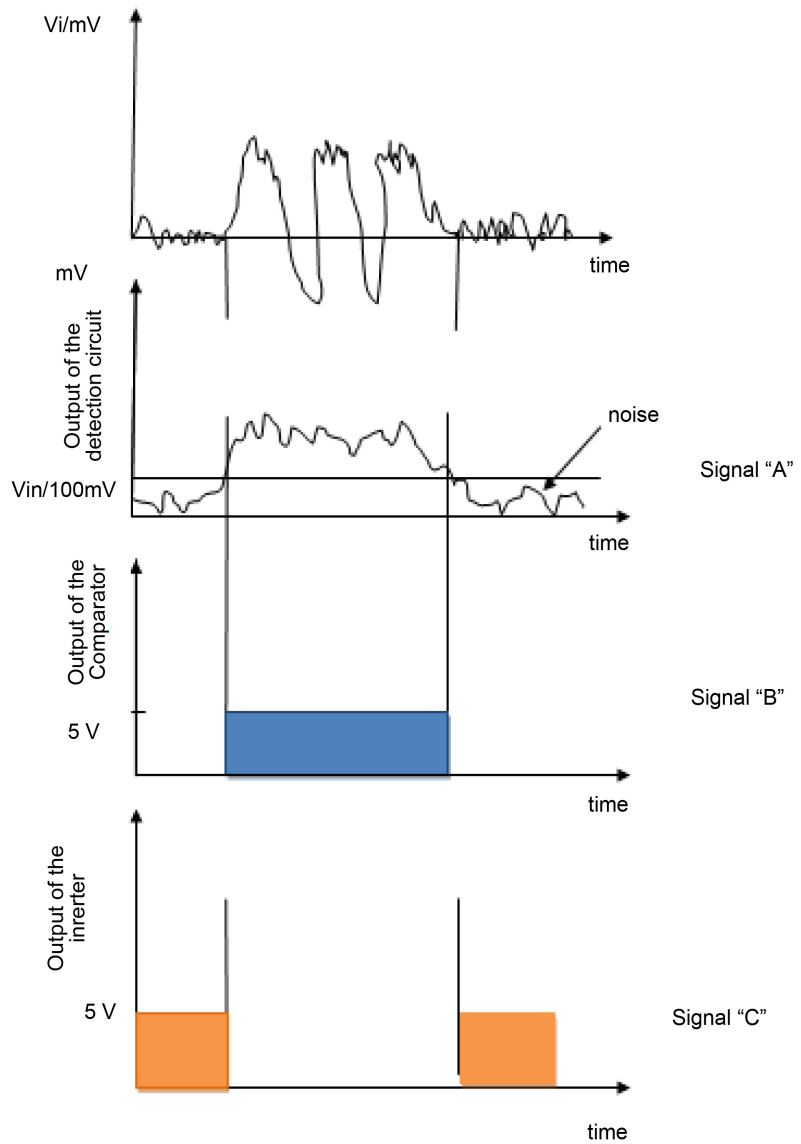 Vi/mV
time
mV
Output of the
detection circuit
noise
Signal “A”
Vin/100mV
time
Output of the
Comparator
Signal “B”
5 V
time
Output of the
inrerter
5 V
Signal “C”
time